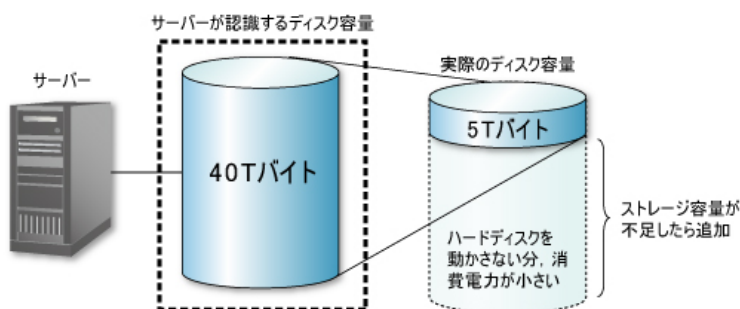 サーバーが認識するディスク容量
サーバー
40Tバイト
実際のディスク容量
5Tバイト
ハードディスクを
動かさない分，消
費電力が小さい
ストレージ容量が
不足したら追加